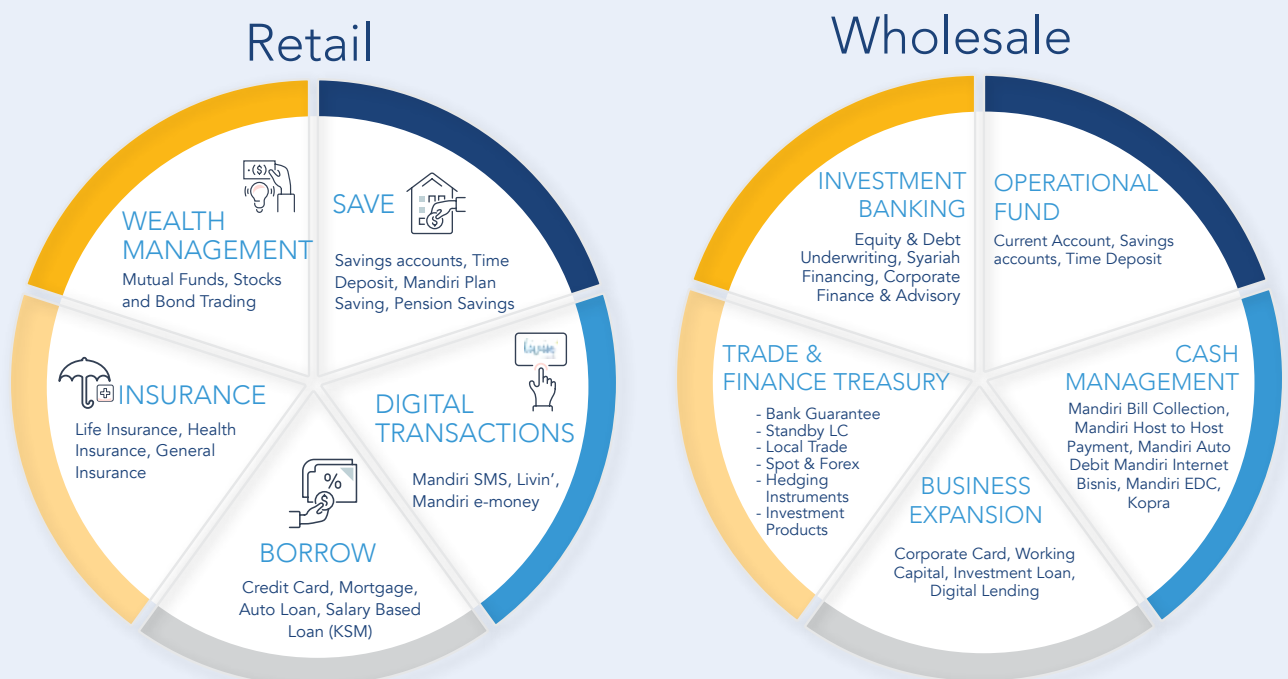 Retail
WEALTH
MANAGEMENT
Mutual Funds, Stocks
and Bond Trading
SAVE
Savings accounts, Time
Deposit, Mandiri Plan
Saving, Pension Savings
INSURANCE
Life Insurance, Health
Insurance, General
Insurance
DIGITAL
TRANSACTIONS
Mandiri SMS, Livin’,
Mandiri e-money
BORROW
Credit Card, Mortgage,
Auto Loan, Salary Based
Loan (KSM)
%
$
($)
$
Wholesale
INVESTMENT
BANKING
Equity & Debt
Underwriting, Syariah
Financing, Corporate
Finance & Advisory
OPERATIONAL
FUND
Current Account, Savings
accounts, Time Deposit
TRADE &
FINANCE TREASURY
- Bank Guarantee
- Standby LC
- Local Trade
- Spot & Forex
- Hedging
Instruments
- Investment
Products
CASH
MANAGEMENT
Mandiri Bill Collection,
Mandiri Host to Host
Payment, Mandiri Auto
Debit Mandiri Internet
Bisnis, Mandiri EDC,
Kopra
BUSINESS
EXPANSION
Corporate Card, Working
Capital, Investment Loan,
Digital Lending